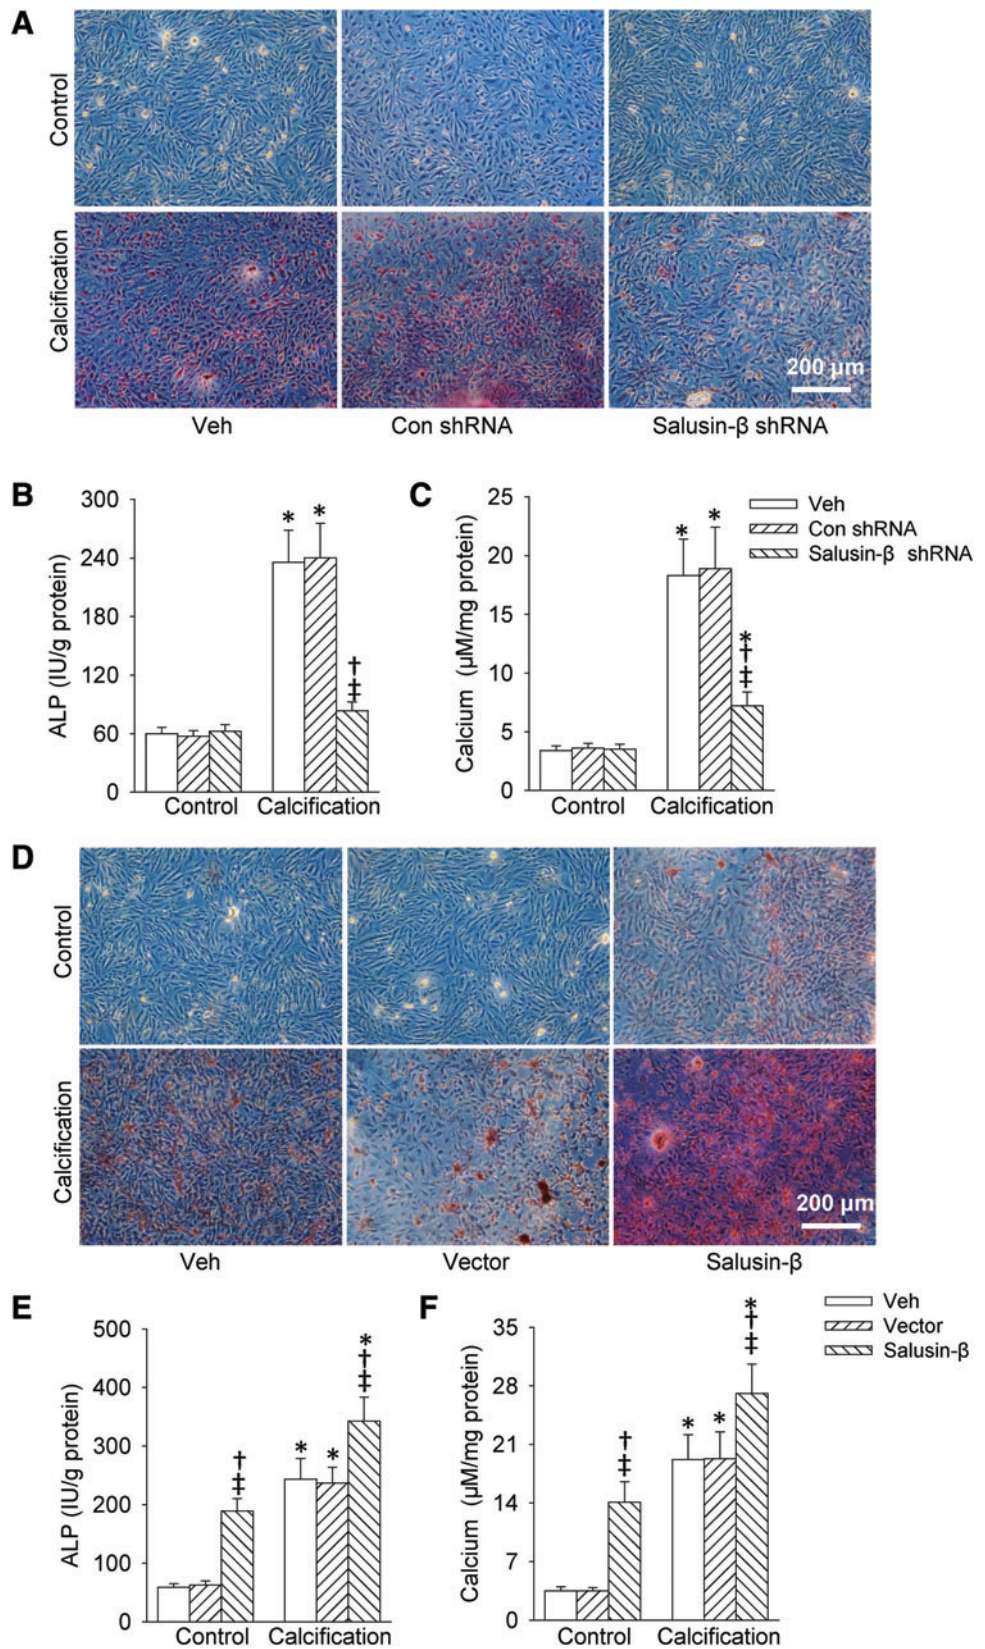 A
Control
Calcification
200 µm
Veh
Con shRNA
Salusin-β shRNA
B
ALP (IU/g protein)
300
240
180
120
60
0
* *
†
‡
Control
Calcification
C
Calcium (µM/mg protein)
25
20
15
10
5
0
* *
*
†
‡
Control
Calcification
Veh
Con shRNA
Salusin-β shRNA
D
Control
Calcification
200 µm
Veh
Vector
Salusin-β
E
ALP (IU/g protein)
500
400
300
200
100
0
†
‡
* *
*
†
‡
Control
Calcification
F
Calcium (µM/mg protein)
35
28
21
14
7
0
†
‡
* *
*
†
‡
Control
Calcification
Veh
Vector
Salusin-β